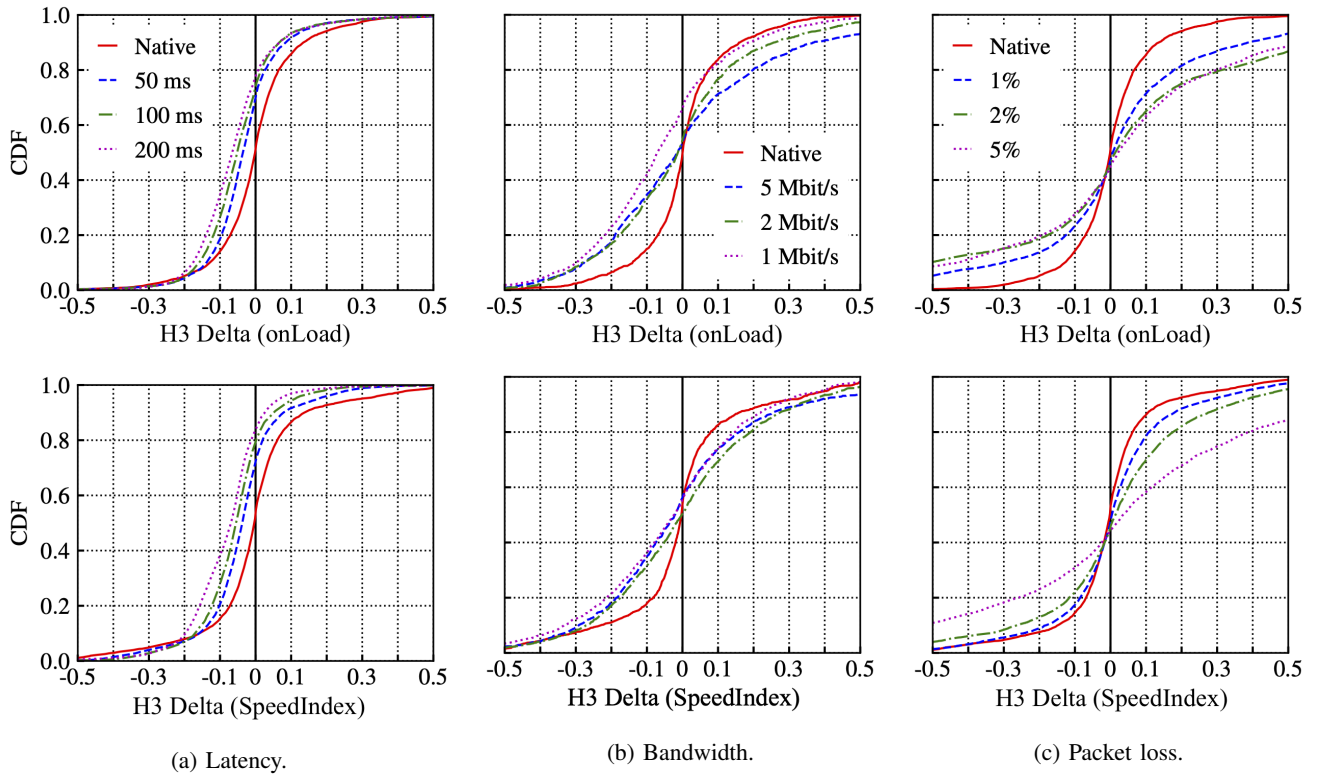 CDF
1.0
0.8
0.6
0.4
0.2
0.0
Native
50 ms
100 ms
200 ms
-0.5 -0.3 -0.1 0 0.1 0.3 0.5
H3 Delta (onLoad)
Native
5 Mbit/s
2 Mbit/s
1 Mbit/s
-0.5 -0.3 -0.1 0 0.1 0.3 0.5
H3 Delta (onLoad)
Native
1%
2%
5%
-0.5 -0.3 -0.1 0 0.1 0.3 0.5
H3 Delta (onLoad)
CDF
1.0
0.8
0.6
0.4
0.2
0.0
-0.5 -0.3 -0.1 0 0.1 0.3 0.5
H3 Delta (SpeedIndex)
-0.5 -0.3 -0.1 0 0.1 0.3 0.5
H3 Delta (SpeedIndex)
-0.5 -0.3 -0.1 0 0.1 0.3 0.5
H3 Delta (SpeedIndex)
(a) Latency.
(b) Bandwidth.
(c) Packet loss.